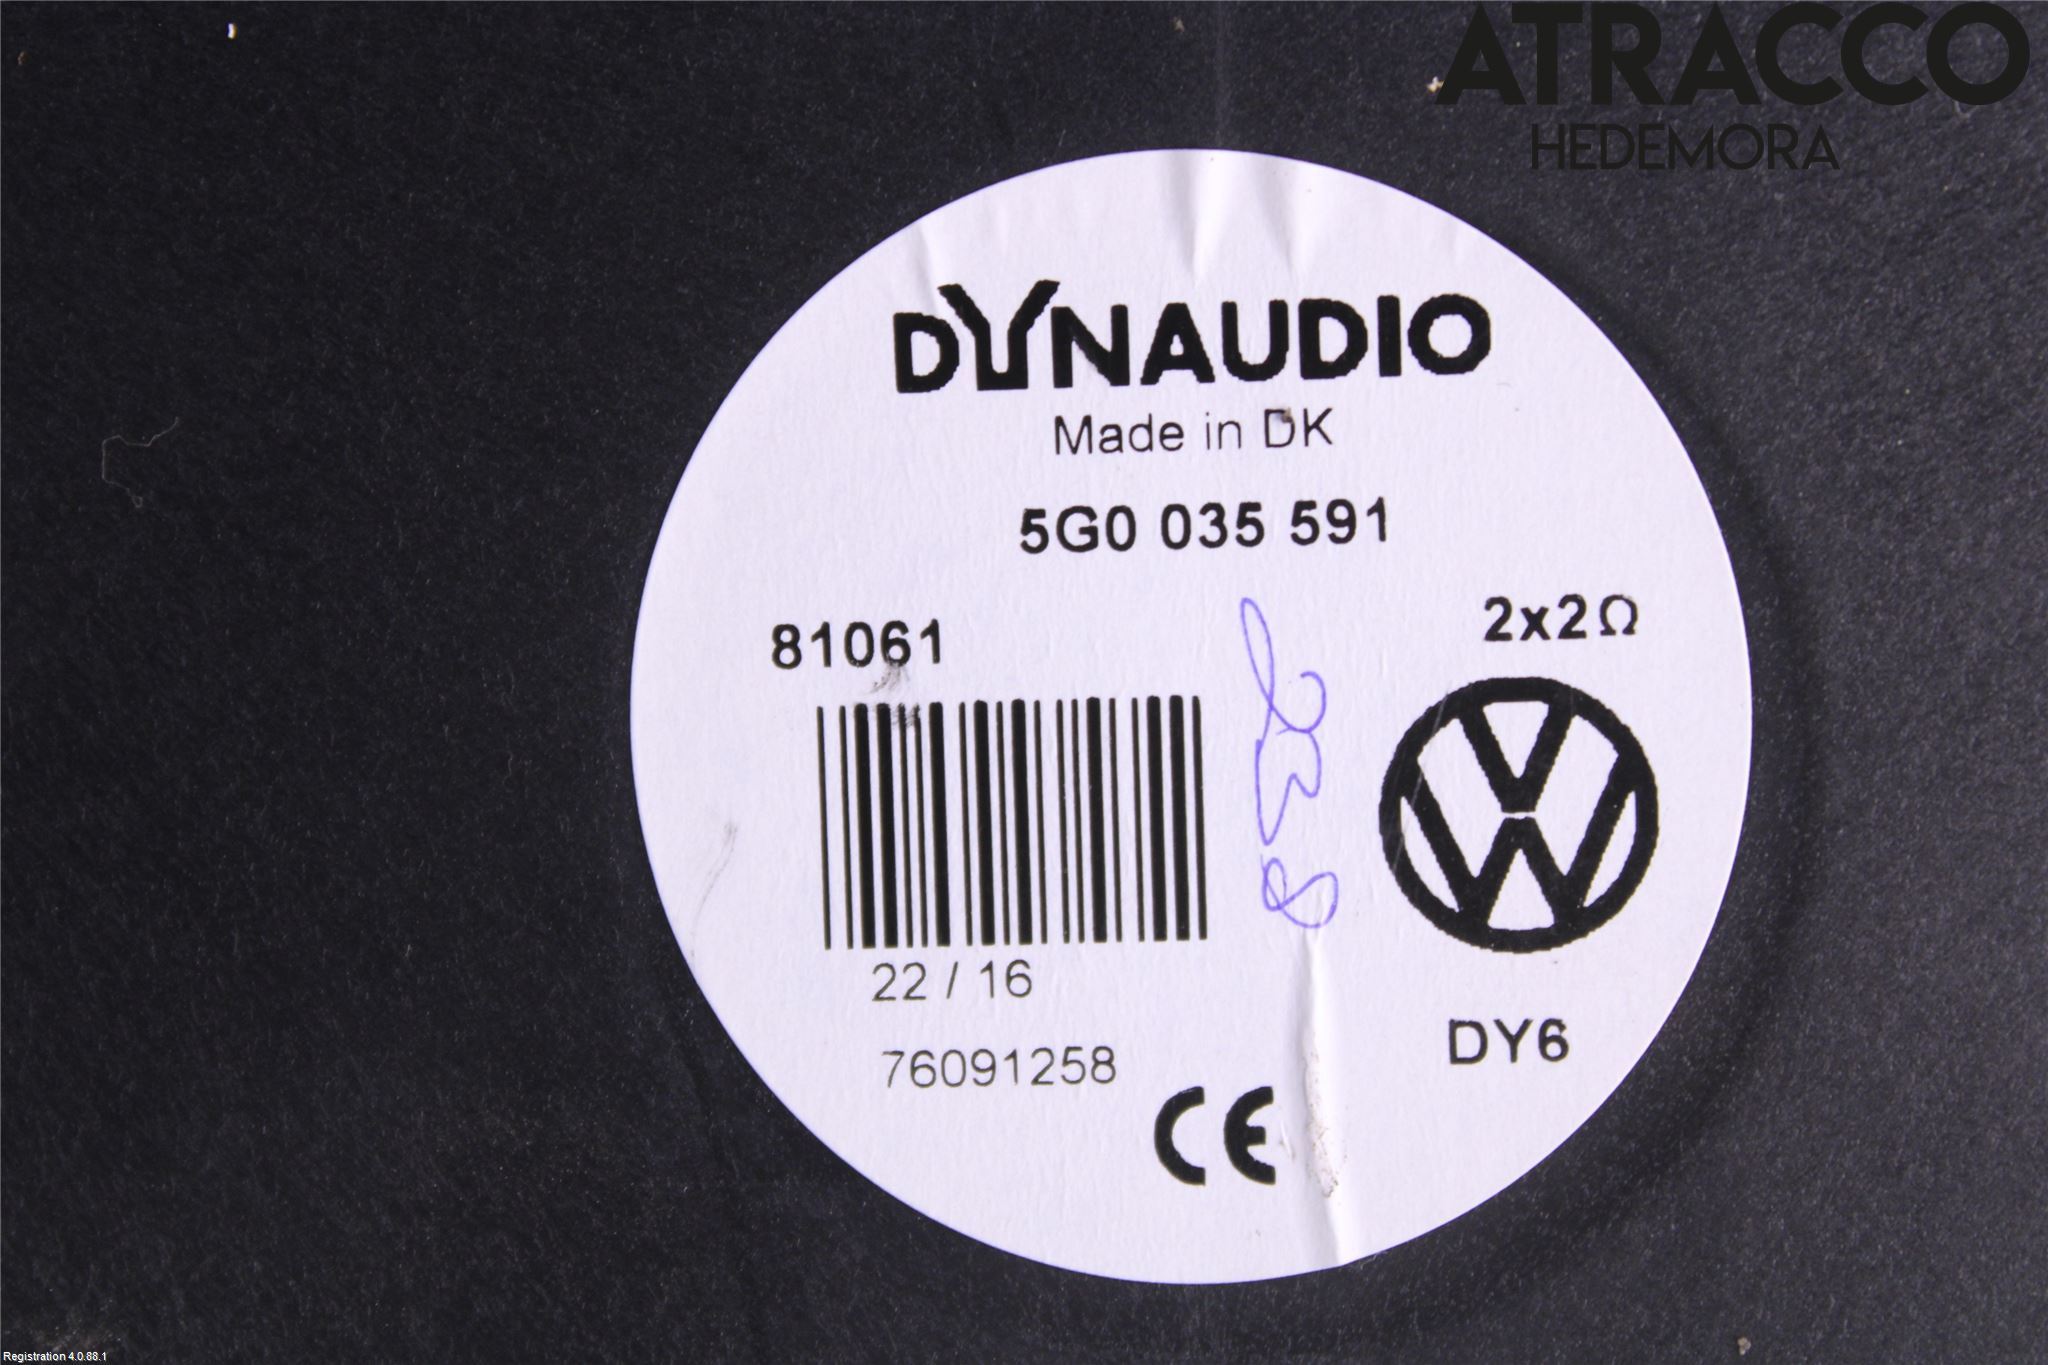 ATRACCO
HEDEMORA
DYNAUDIO
Made in DK
5G0 035 591
81061
2x2Ω
22 / 16
76091258
DY6
CE
Registration 4.0.88.1